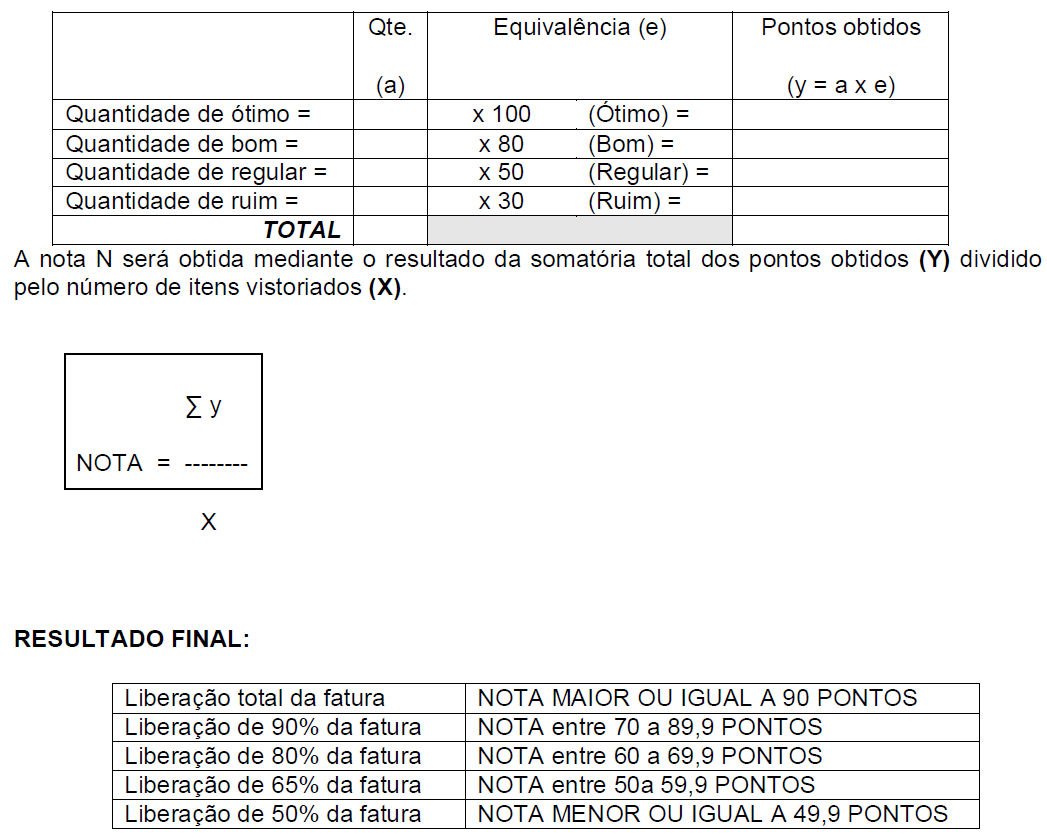 Qte. Equivalência (e) Pontos obtidos
(a) (y = a x e)
Quantidade de ótimo = x 100 (Ótimo) =
Quantidade de bom = x 80 (Bom) =
Quantidade de regular = x 50 (Regular) =
Quantidade de ruim = x 30 (Ruim) =
TOTAL
A nota N será obtida mediante o resultado da somatória total dos pontos obtidos (Y) dividido
pelo número de itens vistoriados (X).
∑ y
NOTA = --------
X
RESULTADO FINAL:
Liberação total da fatura NOTA MAIOR OU IGUAL A 90 PONTOS
Liberação de 90% da fatura NOTA entre 70 a 89,9 PONTOS
Liberação de 80% da fatura NOTA entre 60 a 69,9 PONTOS
Liberação de 65% da fatura NOTA entre 50a 59,9 PONTOS
Liberação de 50% da fatura NOTA MENOR OU IGUAL A 49,9 PONTOS